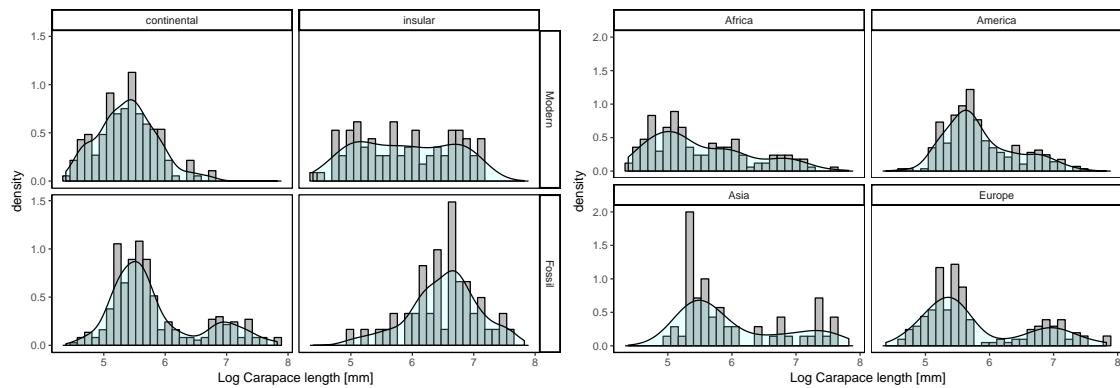 continental insular
1.5
1.0
0.5
0.0
Modern
1.5
1.0
0.5
0.0
Fossil
density
5 6 7 8 5 6 7 8
Log Carapace length [mm]
Africa America
2.0
1.5
1.0
0.5
0.0
Asia Europe
2.0
1.5
1.0
0.5
0.0
density
5 6 7 8 5 6 7 8
Log Carapace length [mm]